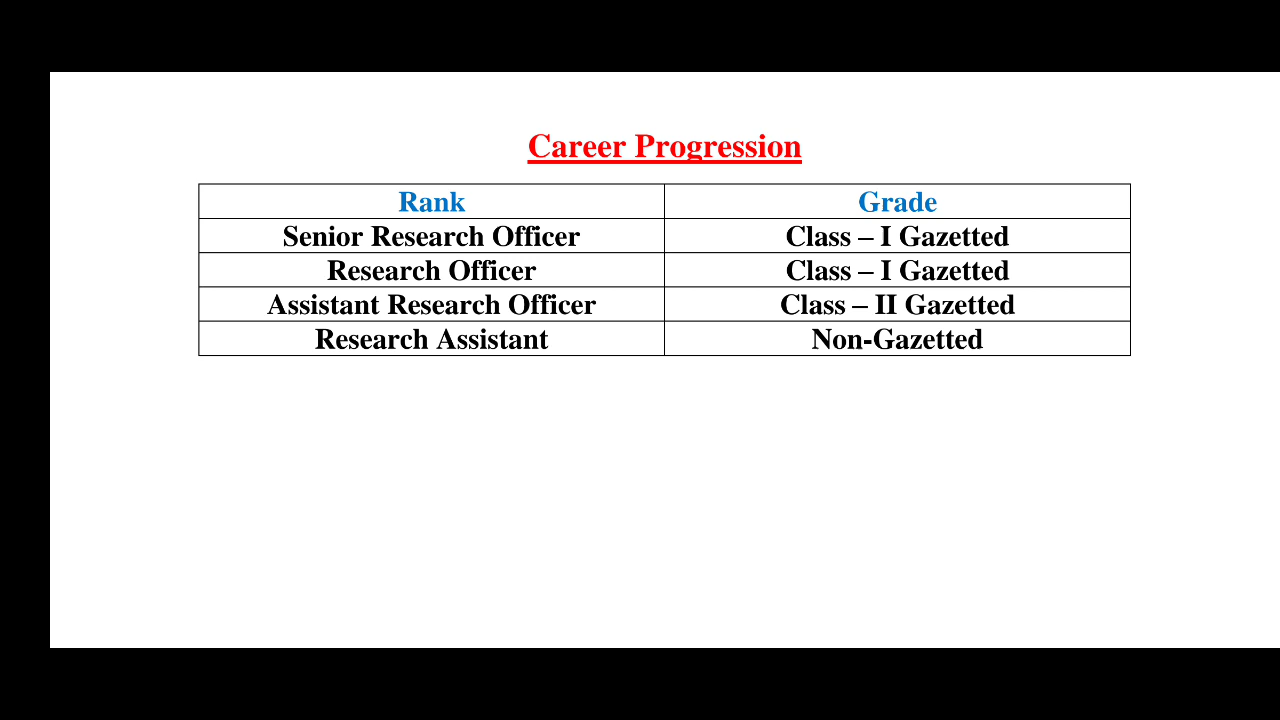 Career Progression
Rank Grade
Senior Research Officer Class – I Gazetted
Research Officer Class – I Gazetted
Assistant Research Officer Class – II Gazetted
Research Assistant Non-Gazetted